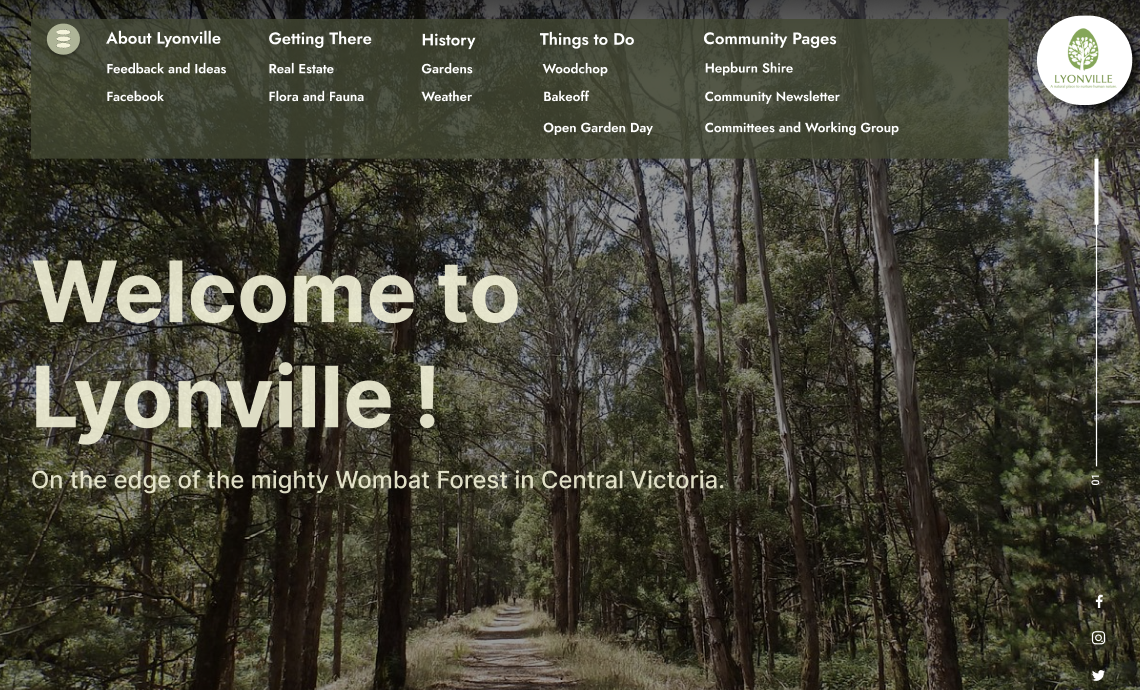 About Lyonville
Getting There
History
Things to Do
Community Pages
Feedback and Ideas
Real Estate
Gardens
Woodchop
Hepburn Shire
Facebook
Flora and Fauna
Weather
Bakeoff
Community Newsletter
Open Garden Day
Committees and Working Group
LYONVILLE
Welcome to
Lyonville !
On the edge of the mighty Wombat Forest in Central Victoria.
01